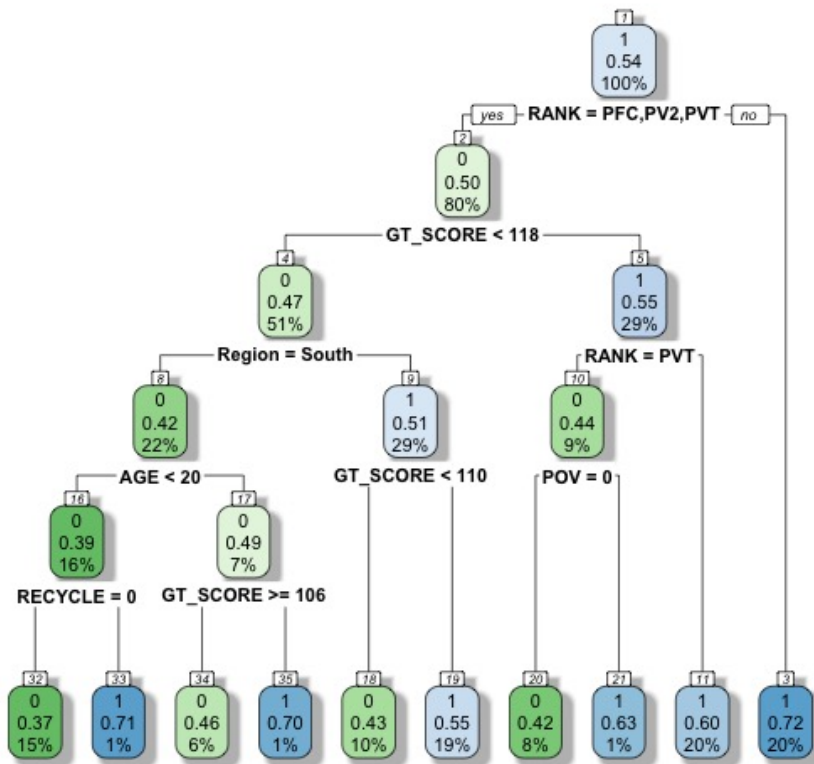 1
1
0.54
100%
yes RANK = PFC,PV2,PVT no
2
0
0.50
80%
GT_SCORE < 118
4 5
0 1
0.47 0.55
51% 29%
Region = South RANK = PVT
8 9 10
0 1 0
0.42 0.51 0.44
22% 29% 9%
AGE < 20 GT_SCORE < 110 POV = 0
16 17
0 0
0.39 0.49
16% 7%
RECYCLE = 0 GT_SCORE >= 106
32 33 34 35 18 19 20 21 11 3
0 1 0 1 0 1 0 1 1 1
0.37 0.71 0.46 0.70 0.43 0.55 0.42 0.63 0.60 0.72
15% 1% 6% 1% 10% 19% 8% 1% 20% 20%